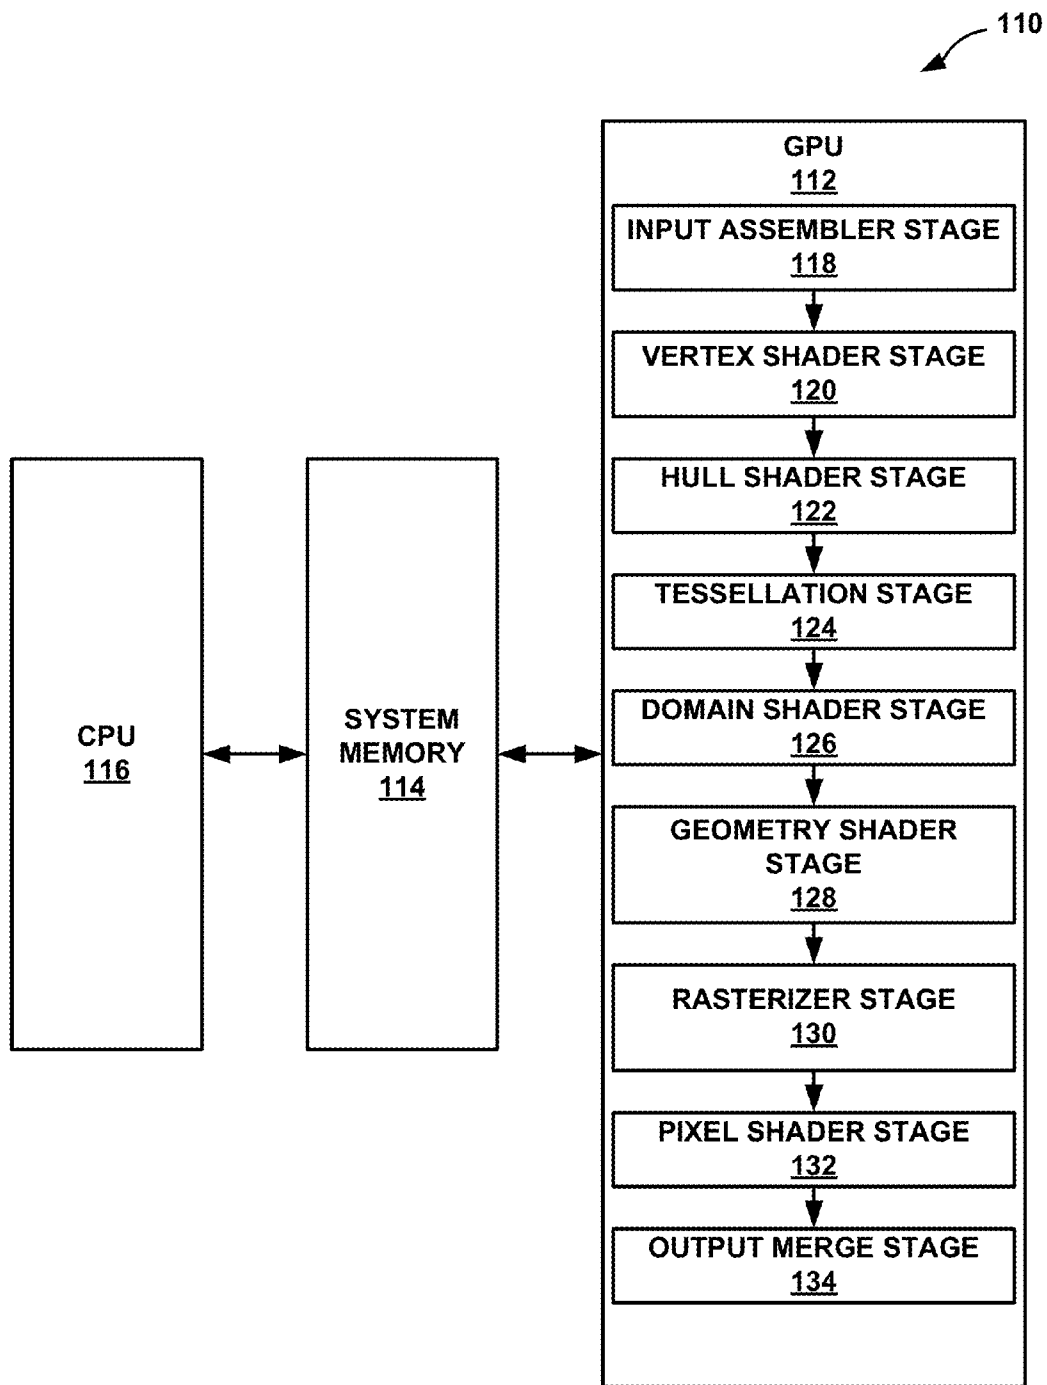 110
GPU
112
INPUT ASSEMBLER STAGE
118
VERTEX SHADER STAGE
120
HULL SHADER STAGE
122
TESSELLATION STAGE
124
DOMAIN SHADER STAGE
126
GEOMETRY SHADER
STAGE
128
RASTERIZER STAGE
130
PIXEL SHADER STAGE
132
OUTPUT MERGE STAGE
134
CPU
116
SYSTEM
MEMORY
114